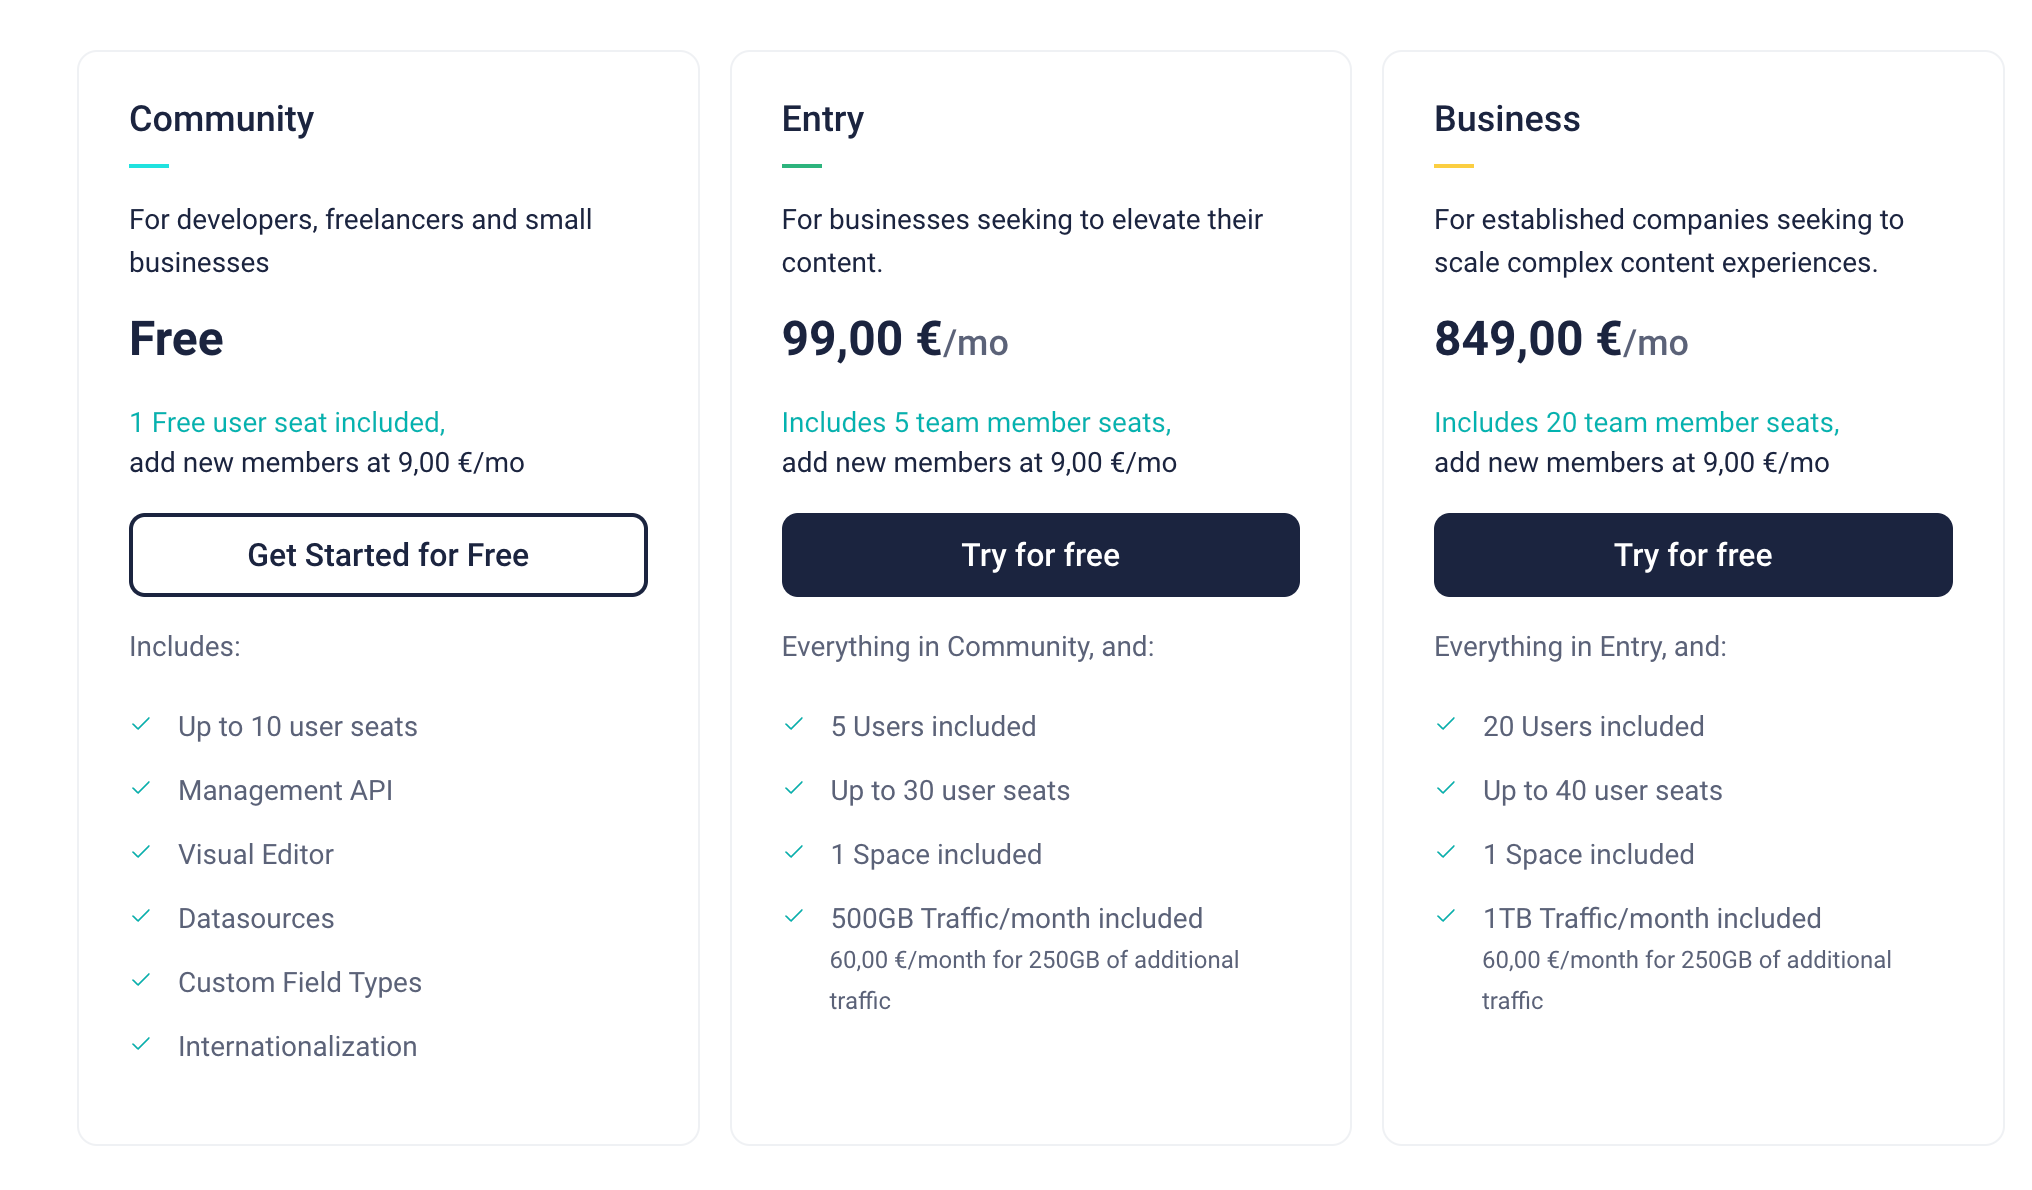 Community
For developers, freelancers and small
businesses
Free
1 Free user seat included,
add new members at 9,00 €/mo
Get Started for Free
Includes:
Up to 10 user seats
Management API
Visual Editor
Datasources
Custom Field Types
Internationalization
Entry
For businesses seeking to elevate their
content.
99,00 €/mo
Includes 5 team member seats,
add new members at 9,00 €/mo
Try for free
Everything in Community, and:
5 Users included
Up to 30 user seats
1 Space included
500GB Traffic/month included
60,00 €/month for 250GB of additional
traffic
Business
For established companies seeking to
scale complex content experiences.
849,00 €/mo
Includes 20 team member seats,
add new members at 9,00 €/mo
Try for free
Everything in Entry, and:
20 Users included
Up to 40 user seats
1 Space included
1TB Traffic/month included
60,00 €/month for 250GB of additional
traffic